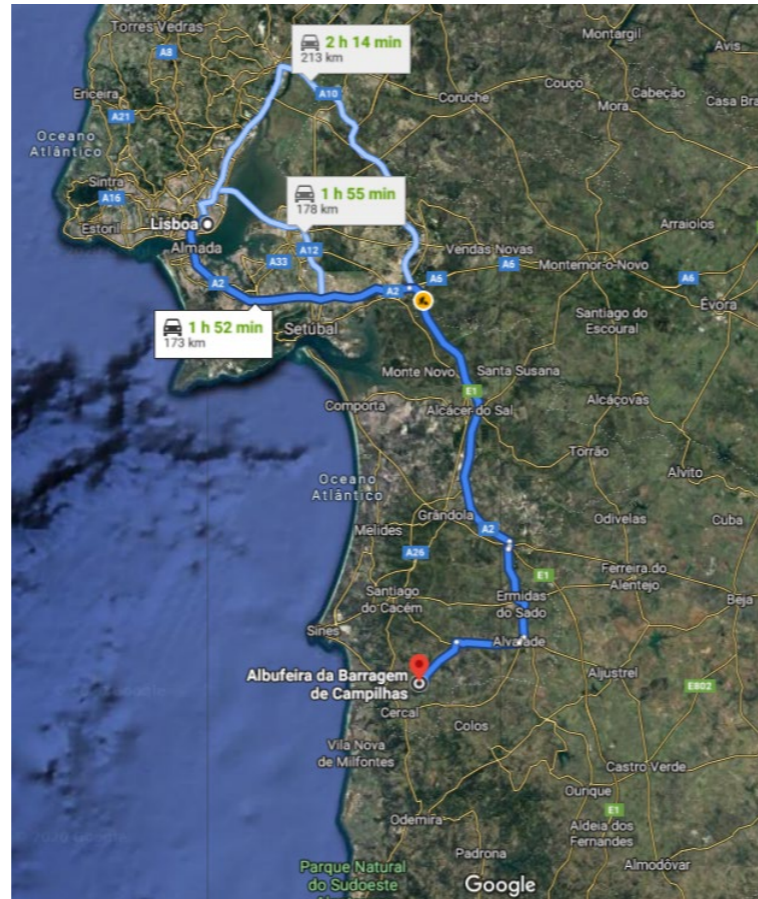 Torres Vedras
A8
2 h 14 min
213 km
Montargil
Avis
Ericeira
A21
A10
Coruche
Couço
Cabeção
Mora
Casa Bra
Oceano
Atlântico
Sintra
A16
Estoril
Lisboa
Almada
1 h 55 min
178 km
A12
A33
A2
A2
A6
Vendas Novas
A6
Arraiolos
Montemor-o-Novo
A6
Évora
1 h 52 min
173 km
Setúbal
Santiago do
Escoural
Monte Novo
Santa Susana
E1
Comporta
Alcácer do Sal
Alcáçovas
Torrão
Alvito
Oceano
Atlântico
Grândola
A2
Odivelas
Cuba
Melides
A26
E1
Ferreira do
Alentejo
Beja
Santiago
do Cacém
Ermidas
do Sado
Sines
Alvalade
Albufeira da Barragem
de Campilhas
Aljustrel
E802
Cercal
Colos
Vila Nova
de Milfontes
Castro Verde
Ourique
E1
Odemira
Aldeia dos
Fernandes
Padrona
Almodôvar
Parque Natural
do Sudoeste
Google